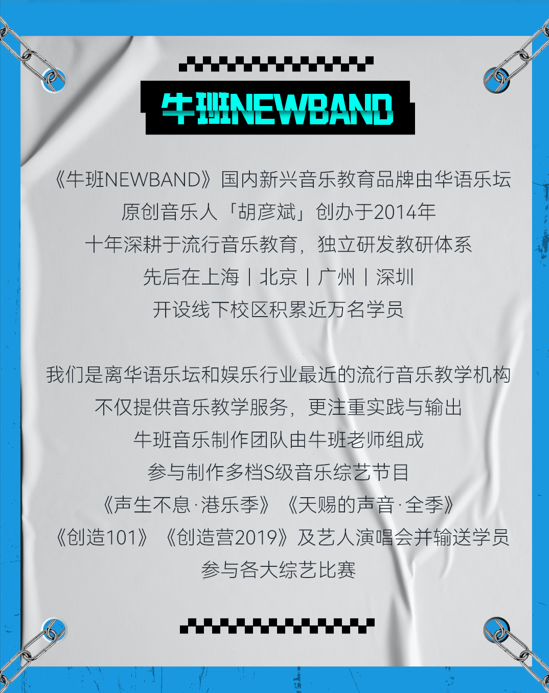 牛班NEWBAND
《牛班NEWBAND》国内新兴音乐教育品牌由华语乐坛
原创音乐人「胡彦斌」创办于2014年
十年深耕于流行音乐教育，独立研发教研体系
先后在上海丨北京丨广州丨深圳
开设线下校区积累近万名学员
我们是离华语乐坛和娱乐行业最近的流行音乐教学机构
不仅提供音乐教学服务，更注重实践与输出
牛班音乐制作团队由牛班老师组成
参与制作多档S级音乐综艺节目
《声生不息·港乐季》《天赐的声音·全季》
《创造101》《创造营2019》及艺人演唱会并输送学员
参与各大综艺比赛